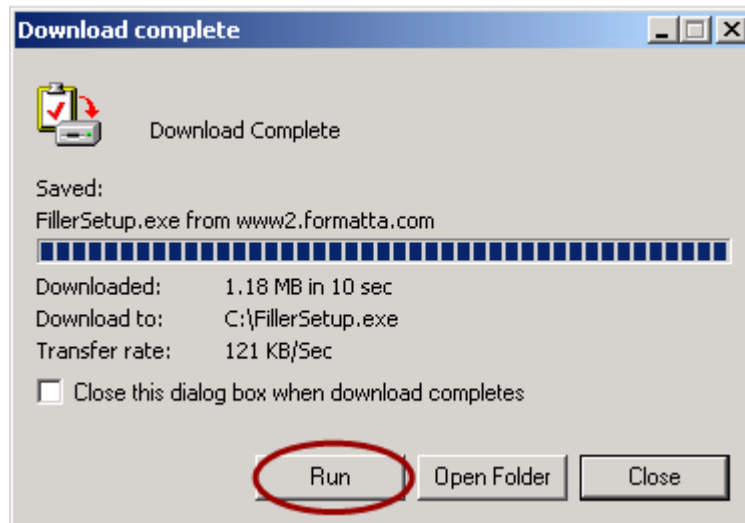 Download complete
Download Complete
Saved:
FillerSetup.exe from www2.formatta.com
Downloaded: 1.18 MB in 10 sec
Download to: C:\FillerSetup.exe
Transfer rate: 121 KB/Sec
Close this dialog box when download completes
Run Open Folder Close